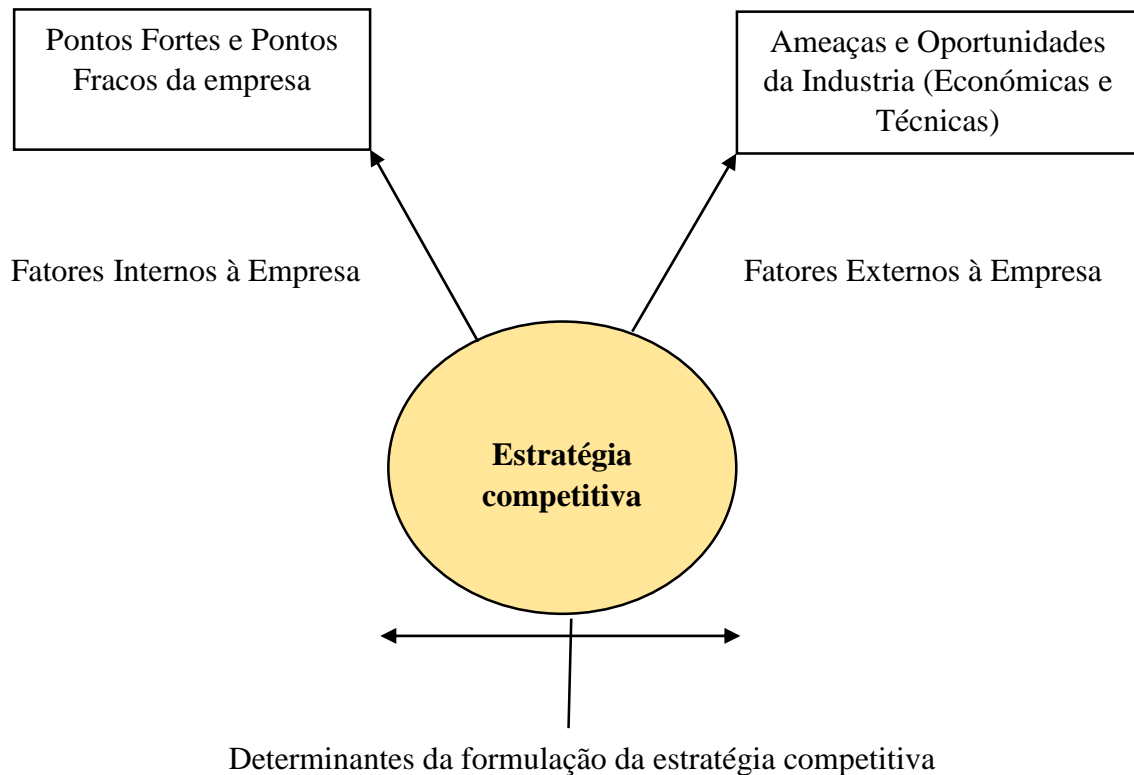 Pontos Fortes e Pontos
Fracos da empresa
Ameaças e Oportunidades
da Industria (Económicas e
Técnicas)
Fatores Internos à Empresa
Fatores Externos à Empresa
Estratégia
competitiva
Determinantes da formulação da estratégia competitiva